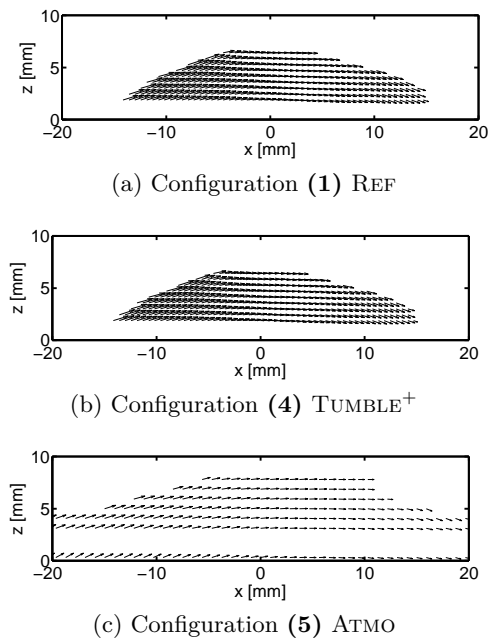 10
5
0
z [mm]
−20 −10 0 10 20
x [mm]
(a) Configuration (1) REF
10
5
0
z [mm]
−20 −10 0 10 20
x [mm]
(b) Configuration (4) TUMBLE+
10
5
0
z [mm]
−20 −10 0 10 20
x [mm]
(c) Configuration (5) ATMO